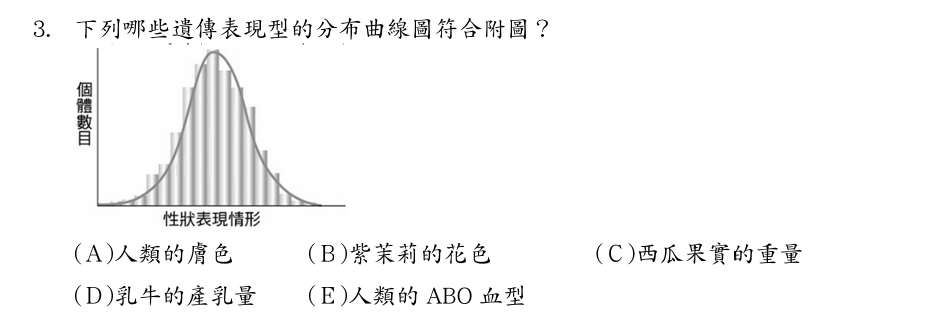 3. 下列哪些遺傳表現型的分布曲線圖符合附圖？
個體數目
性狀表現情形
(A)人類的膚色 (B)紫茉莉的花色 (C)西瓜果實的重量
(D)乳牛的產乳量 (E)人類的 ABO 血型